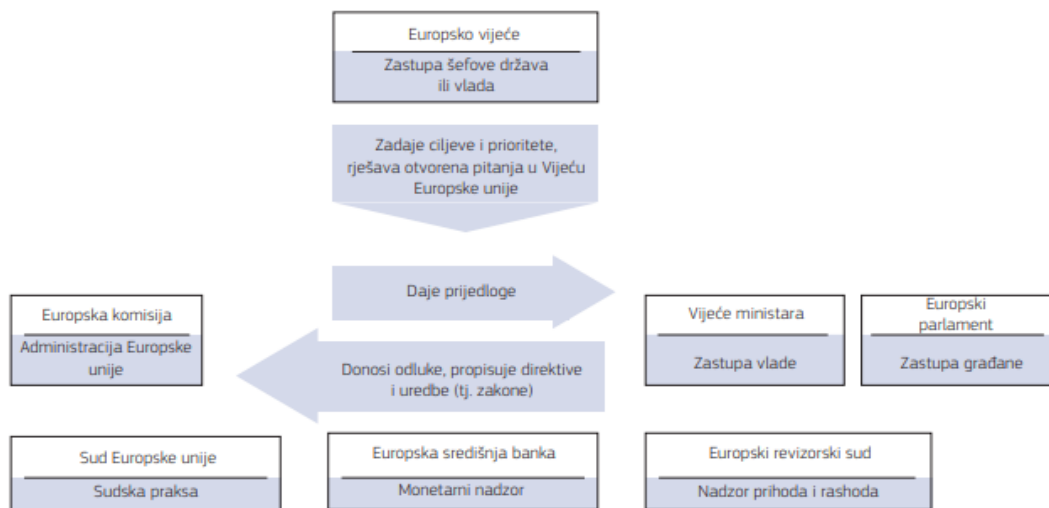 Europsko vijeće
Zastupa šefove država
ili vlada
Zadaje ciljeve i prioritete,
rješava otvorena pitanja u Vijeću
Europske unije
Daje prijedloge
Europska komisija
Administracija Europske
unije
Vijeće ministara
Zastupa vlade
Europski
parlament
Zastupa građane
Donosi odluke, propisuje direktive
i uredbe (tj. zakone)
Sud Europske unije
Sudska praksa
Europska središnja banka
Monetarni nadzor
Europski revizorski sud
Nadzor prihoda i rashoda